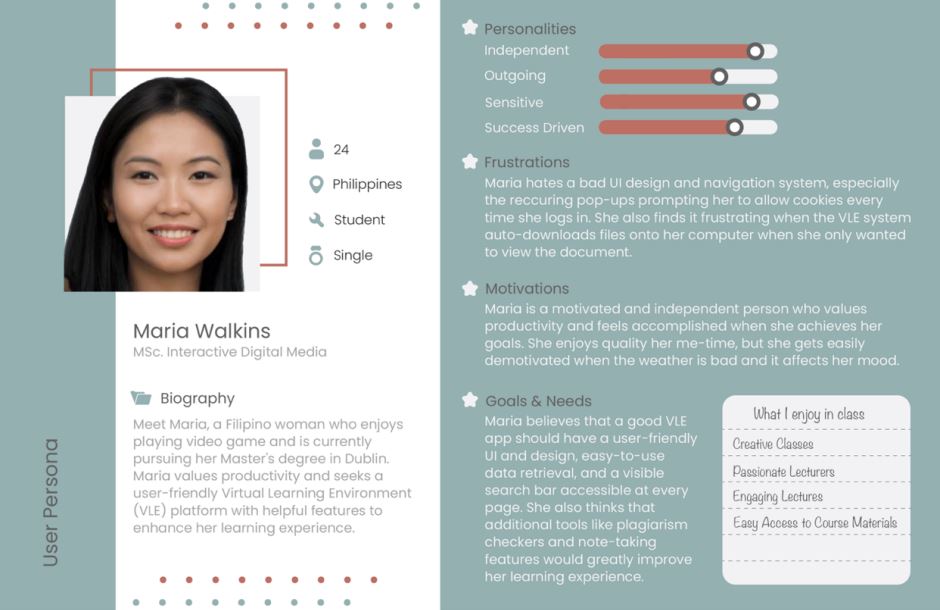 24
Philippines
Student
Single
Maria Walkins
MSc. Interactive Digital Media
Biography
Meet Maria, a Filipino woman who enjoys
playing video game and is currently
pursuing her Master's degree in Dublin.
Maria values productivity and seeks a
user-friendly Virtual Learning Environment
(VLE) platform with helpful features to
enhance her learning experience.
User Persona
Personalities
Independent
Outgoing
Sensitive
Success Driven
Frustrations
Maria hates a bad UI design and navigation system, especially
the reccuring pop-ups prompting her to allow cookies every
time she logs in. She also finds it frustrating when the VLE system
auto-downloads files onto her computer when she only wanted
to view the document.
Motivations
Maria is a motivated and independent person who values
productivity and feels accomplished when she achieves her
goals. She enjoys quality her me-time, but she gets easily
demotivated when the weather is bad and it affects her mood.
Goals & Needs
Maria believes that a good VLE
app should have a user-friendly
UI and design, easy-to-use
data retrieval, and a visible
search bar accessible at every
page. She also thinks that
additional tools like plagiarism
checkers and note-taking
features would greatly improve
her learning experience.
What I enjoy in class
Creative Classes
Passionate Lecturers
Engaging Lectures
Easy Access to Course Materials